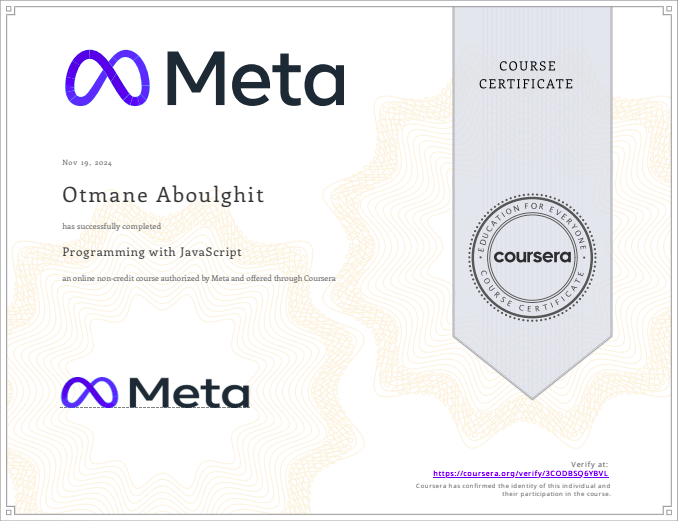 Meta
COURSE
CERTIFICATE
Nov 19, 2024
Otmane Aboulghit
has successfully completed
Programming with JavaScript
an online non-credit course authorized by Meta and offered through Coursera
EDUCATION FOR EVERYONE
coursera
COURSE CERTIFICATE
Meta
Verify at:
https://coursera.org/verify/3CODBSQ6YBVL
Coursera has confirmed the identity of this individual and
their participation in the course.